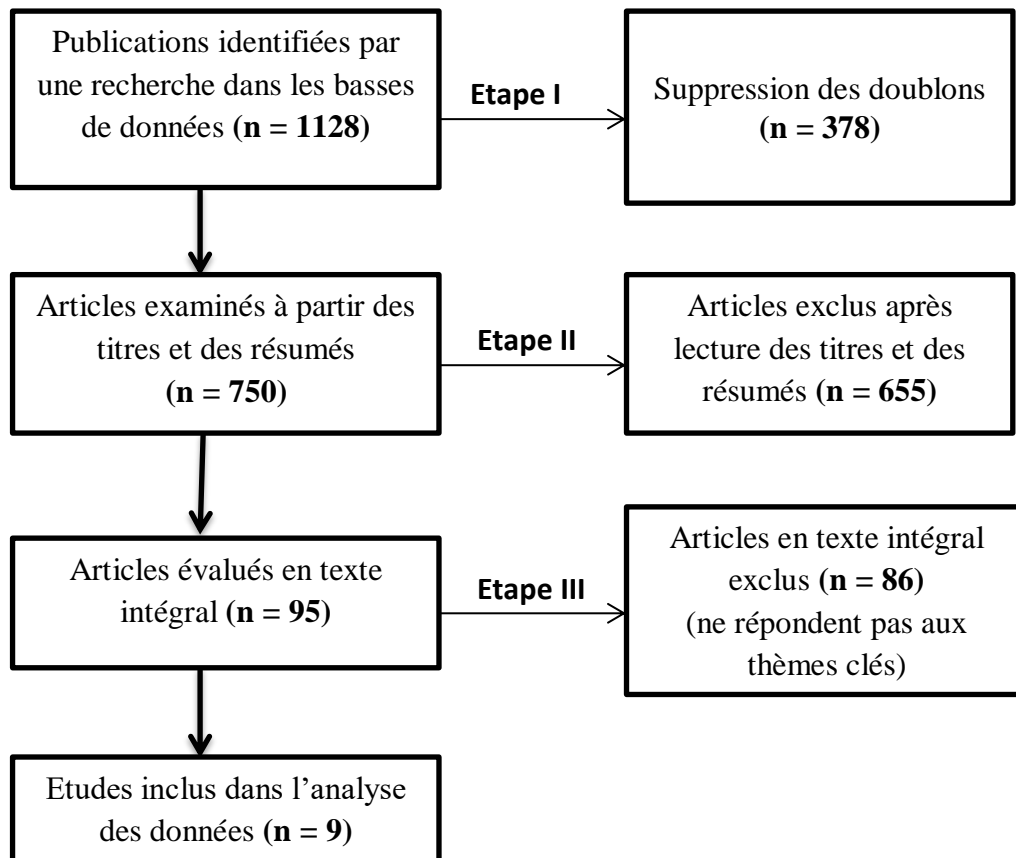 Publications identifiées par
une recherche dans les basses
de données (n = 1128)
Etape I
Suppression des doublons
(n = 378)
Articles examinés à partir des
titres et des résumés
(n = 750)
Etape II
Articles exclus après
lecture des titres et des
résumés (n = 655)
Articles évalués en texte
intégral (n = 95)
Etape III
Articles en texte intégral
exclus (n = 86)
(ne répondent pas aux
thèmes clés)
Etudes inclus dans l’analyse
des données (n = 9)